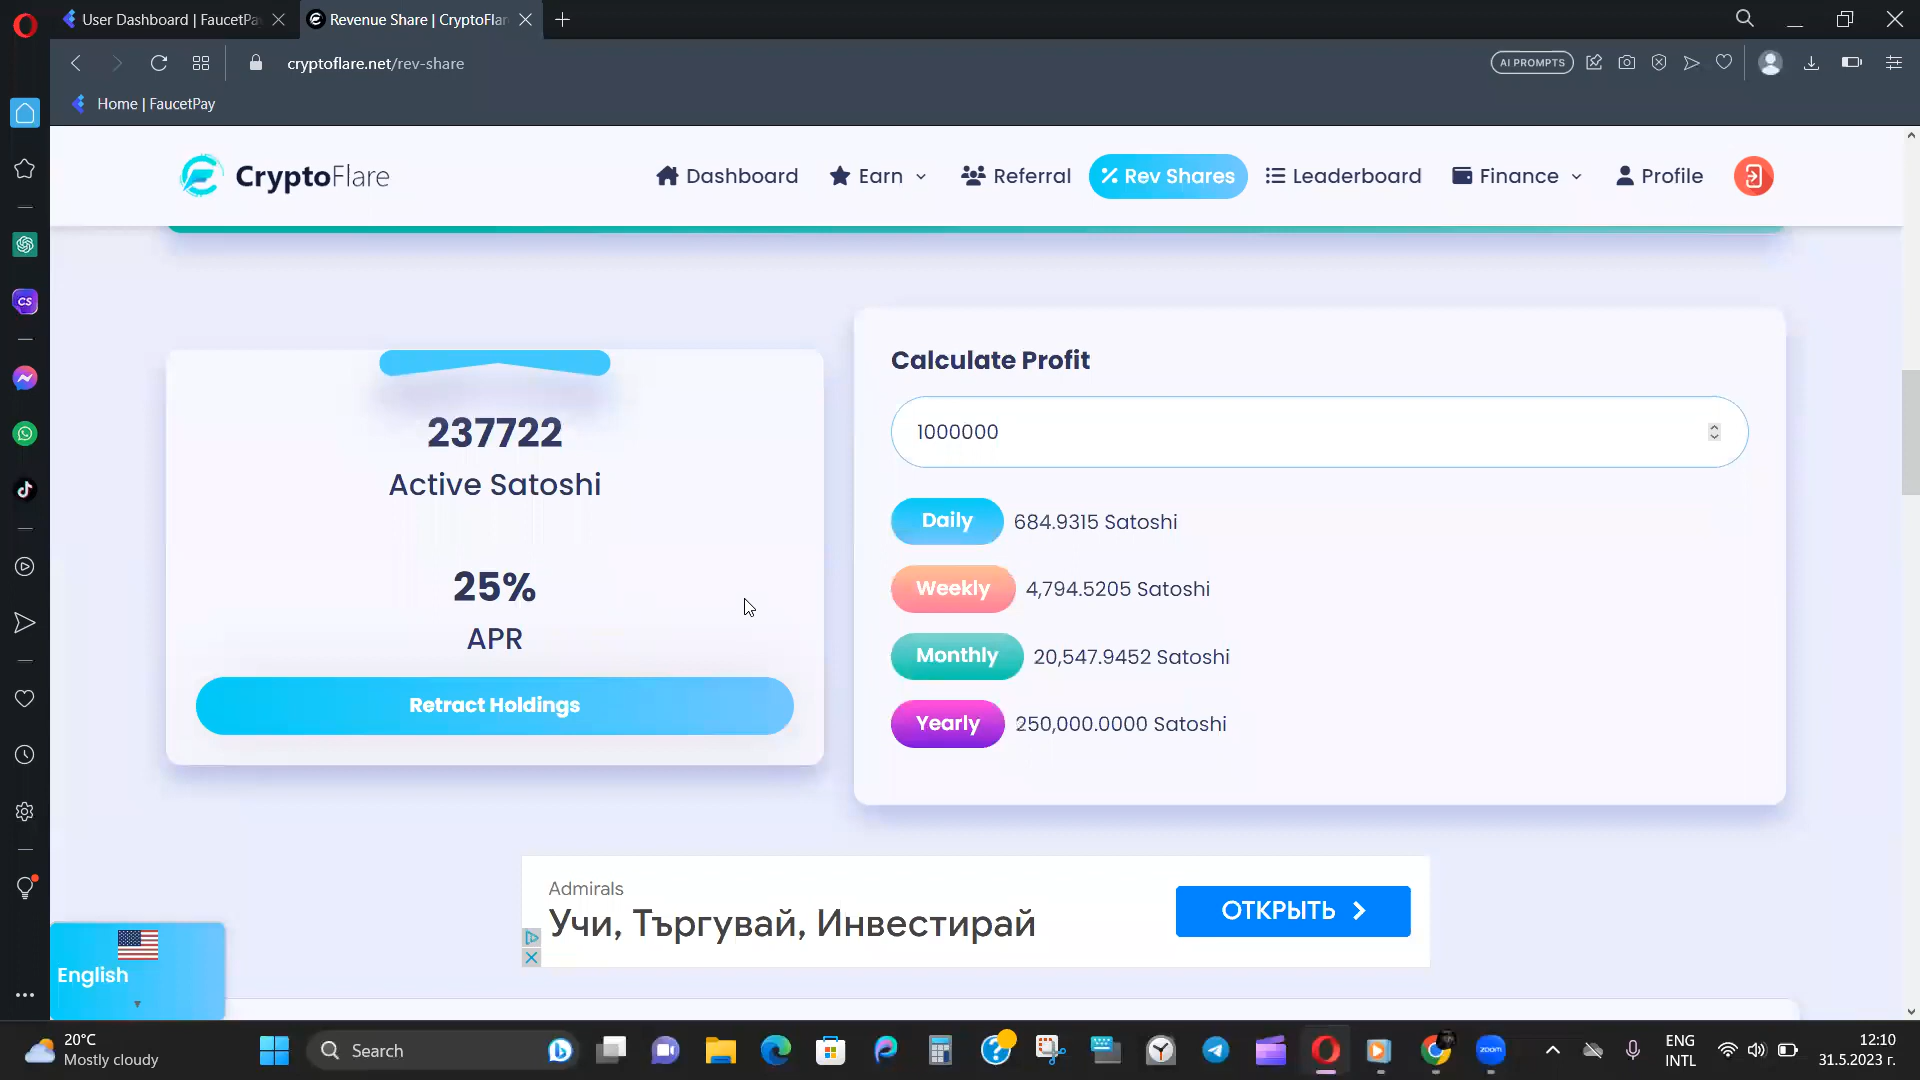 User Dashboard | FaucetPa
Revenue Share | CryptoFlar
cryptoflare.net/rev-share
AI PROMPTS
Home | FaucetPay
CryptoFlare
Dashboard
Earn
Referral
Rev Shares
Leaderboard
Finance
Profile
CS
237722
Active Satoshi
25%
APR
Retract Holdings
Calculate Profit
1000000
Daily 684.9315 Satoshi
Weekly 4,794.5205 Satoshi
Monthly 20,547.9452 Satoshi
Yearly 250,000.0000 Satoshi
Admirals
Учи, Търгувай, Инвестирай
ОТКРЫТЬ
English
20°C
Mostly cloudy
Search
zoom
ENG
INTL
12:10
31.5.2023 г.